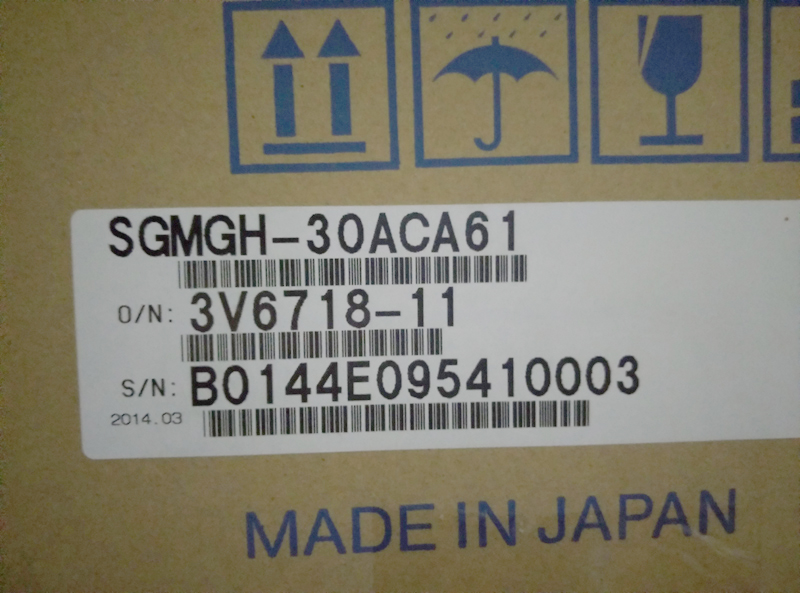 SGMGH-30ACA61
O/N: 3V6718-11
S/N: B0144E095410003
2014.03
MADE IN JAPAN